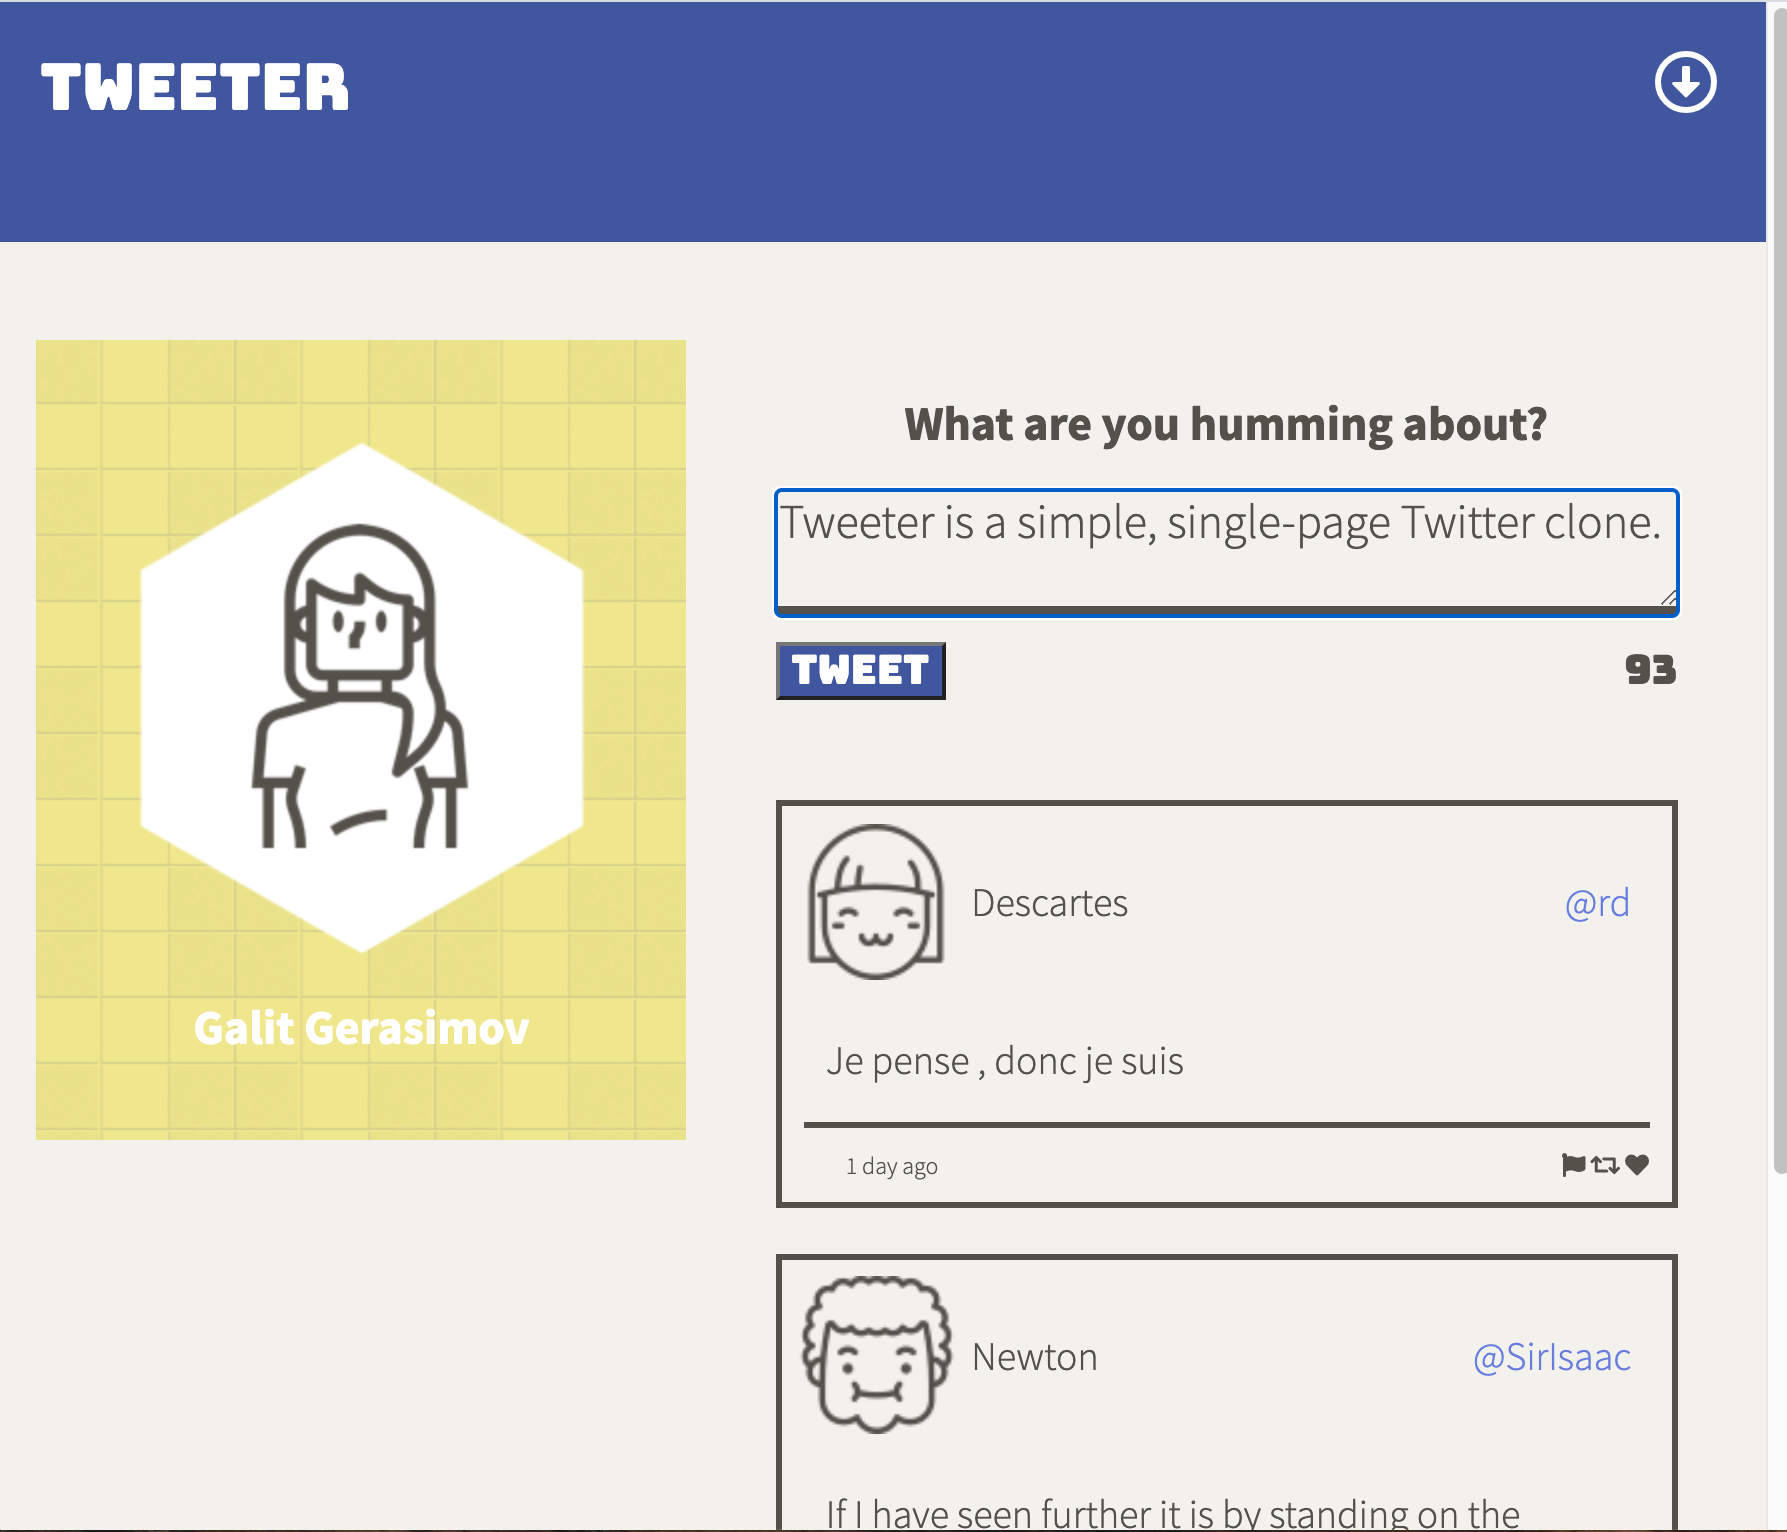 TWEETER
What are you humming about?
Tweeter is a simple, single-page Twitter clone.
TWEET
93
Galit Gerasimov
Descartes
@rd
Je pense , donc je suis
1 day ago
Newton
@SirIsaac
If I have seen further it is by standing on the